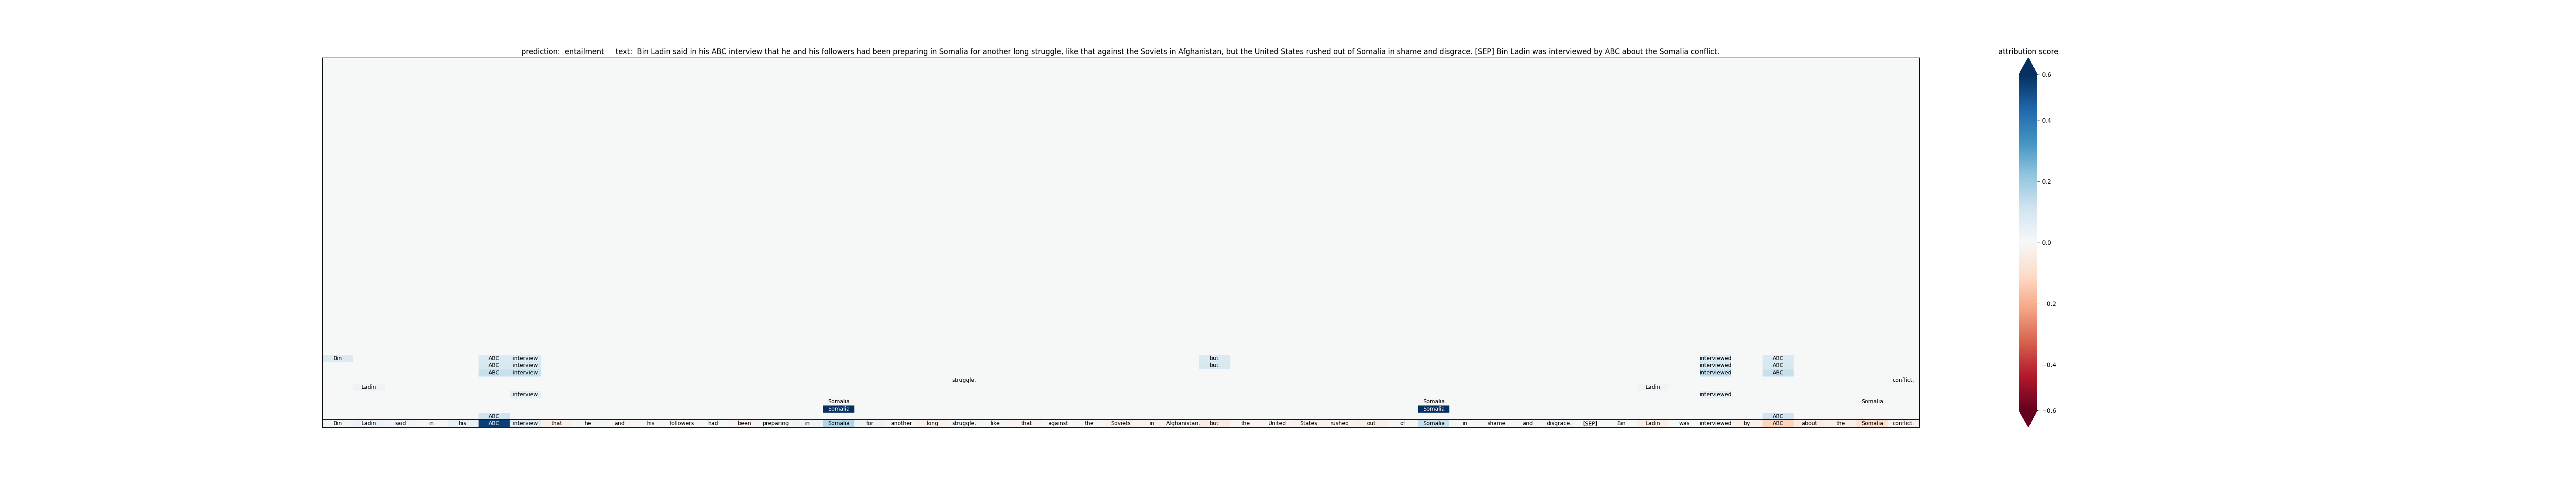 prediction: entailment text: Bin Ladin said in his ABC interview that he and his followers had been preparing in Somalia for another long struggle, like that against the Soviets in Afghanistan, but the United States rushed out of Somalia in shame and disgrace. [SEP] Bin Ladin was interviewed by ABC about the Somalia conflict.
attribution score
0.6
0.4
0.2
0.0
−0.2
−0.4
−0.6
Bin ABC interview but interviewed ABC
ABC interview but interviewed ABC
ABC interview interviewed ABC
struggle, conflict.
Ladin Ladin
interview interviewed
Somalia Somalia Somalia
Somalia Somalia
ABC ABC
Bin Ladin said in his ABC interview that he and his followers had been preparing in Somalia for another long struggle, like that against the Soviets in Afghanistan, but the United States rushed out of Somalia in shame and disgrace. [SEP] Bin Ladin was interviewed by ABC about the Somalia conflict.